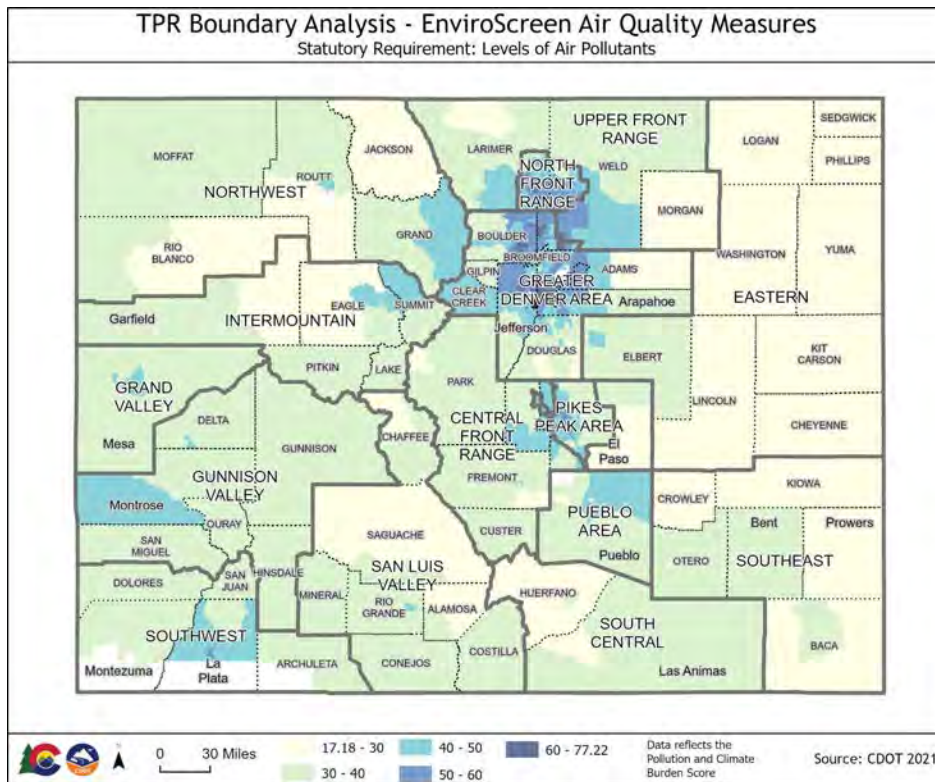 TPR Boundary Analysis - EnviroScreen Air Quality Measures
Statutory Requirement: Levels of Air Pollutants
MOFFAT
ROUTT
NORTHWEST
JACKSON
LARIMER
UPPER FRONT
RANGE
WELD
NORTH
FRONT
RANGE
LOGAN
SEDGWICK
PHILLIPS
MORGAN
RIO
BLANCO
GRAND
BOULDER
BROOMFIELD
GILPIN
CLEAR
CREEK
ADAMS
GREATER
DENVER AREA
Arapahoe
WASHINGTON
YUMA
EASTERN
Garfield
EAGLE
SUMMIT
INTERMOUNTAIN
Jefferson
DOUGLAS
ELBERT
KIT
CARSON
PITKIN
LAKE
PARK
LINCOLN
CHEYENNE
GRAND
VALLEY
Mesa
DELTA
GUNNISON
CHAFFEE
CENTRAL
FRONT
RANGE
PIKES
PEAK AREA
El
Paso
FREMONT
GUNNISON
VALLEY
Montrose
OURAY
SAN
MIGUEL
SAGUACHE
CUSTER
PUEBLO
AREA
Pueblo
CROWLEY
KIOWA
OTERO
Bent
Prowers
SOUTHEAST
DOLORES
SAN
JUAN
HINSDALE
MINERAL
SAN LUIS
VALLEY
RIO
GRANDE
ALAMOSA
HUERFANO
SOUTH
CENTRAL
Las Animas
BACA
SOUTHWEST
Montezuma
La
Plata
ARCHULETA
CONEJOS
COSTILLA
CDOT
0 30 Miles
17.18 - 30
30 - 40
40 - 50
50 - 60
60 - 77.22
Data reflects the
Pollution and Climate
Burden Score
Source: CDOT 2021